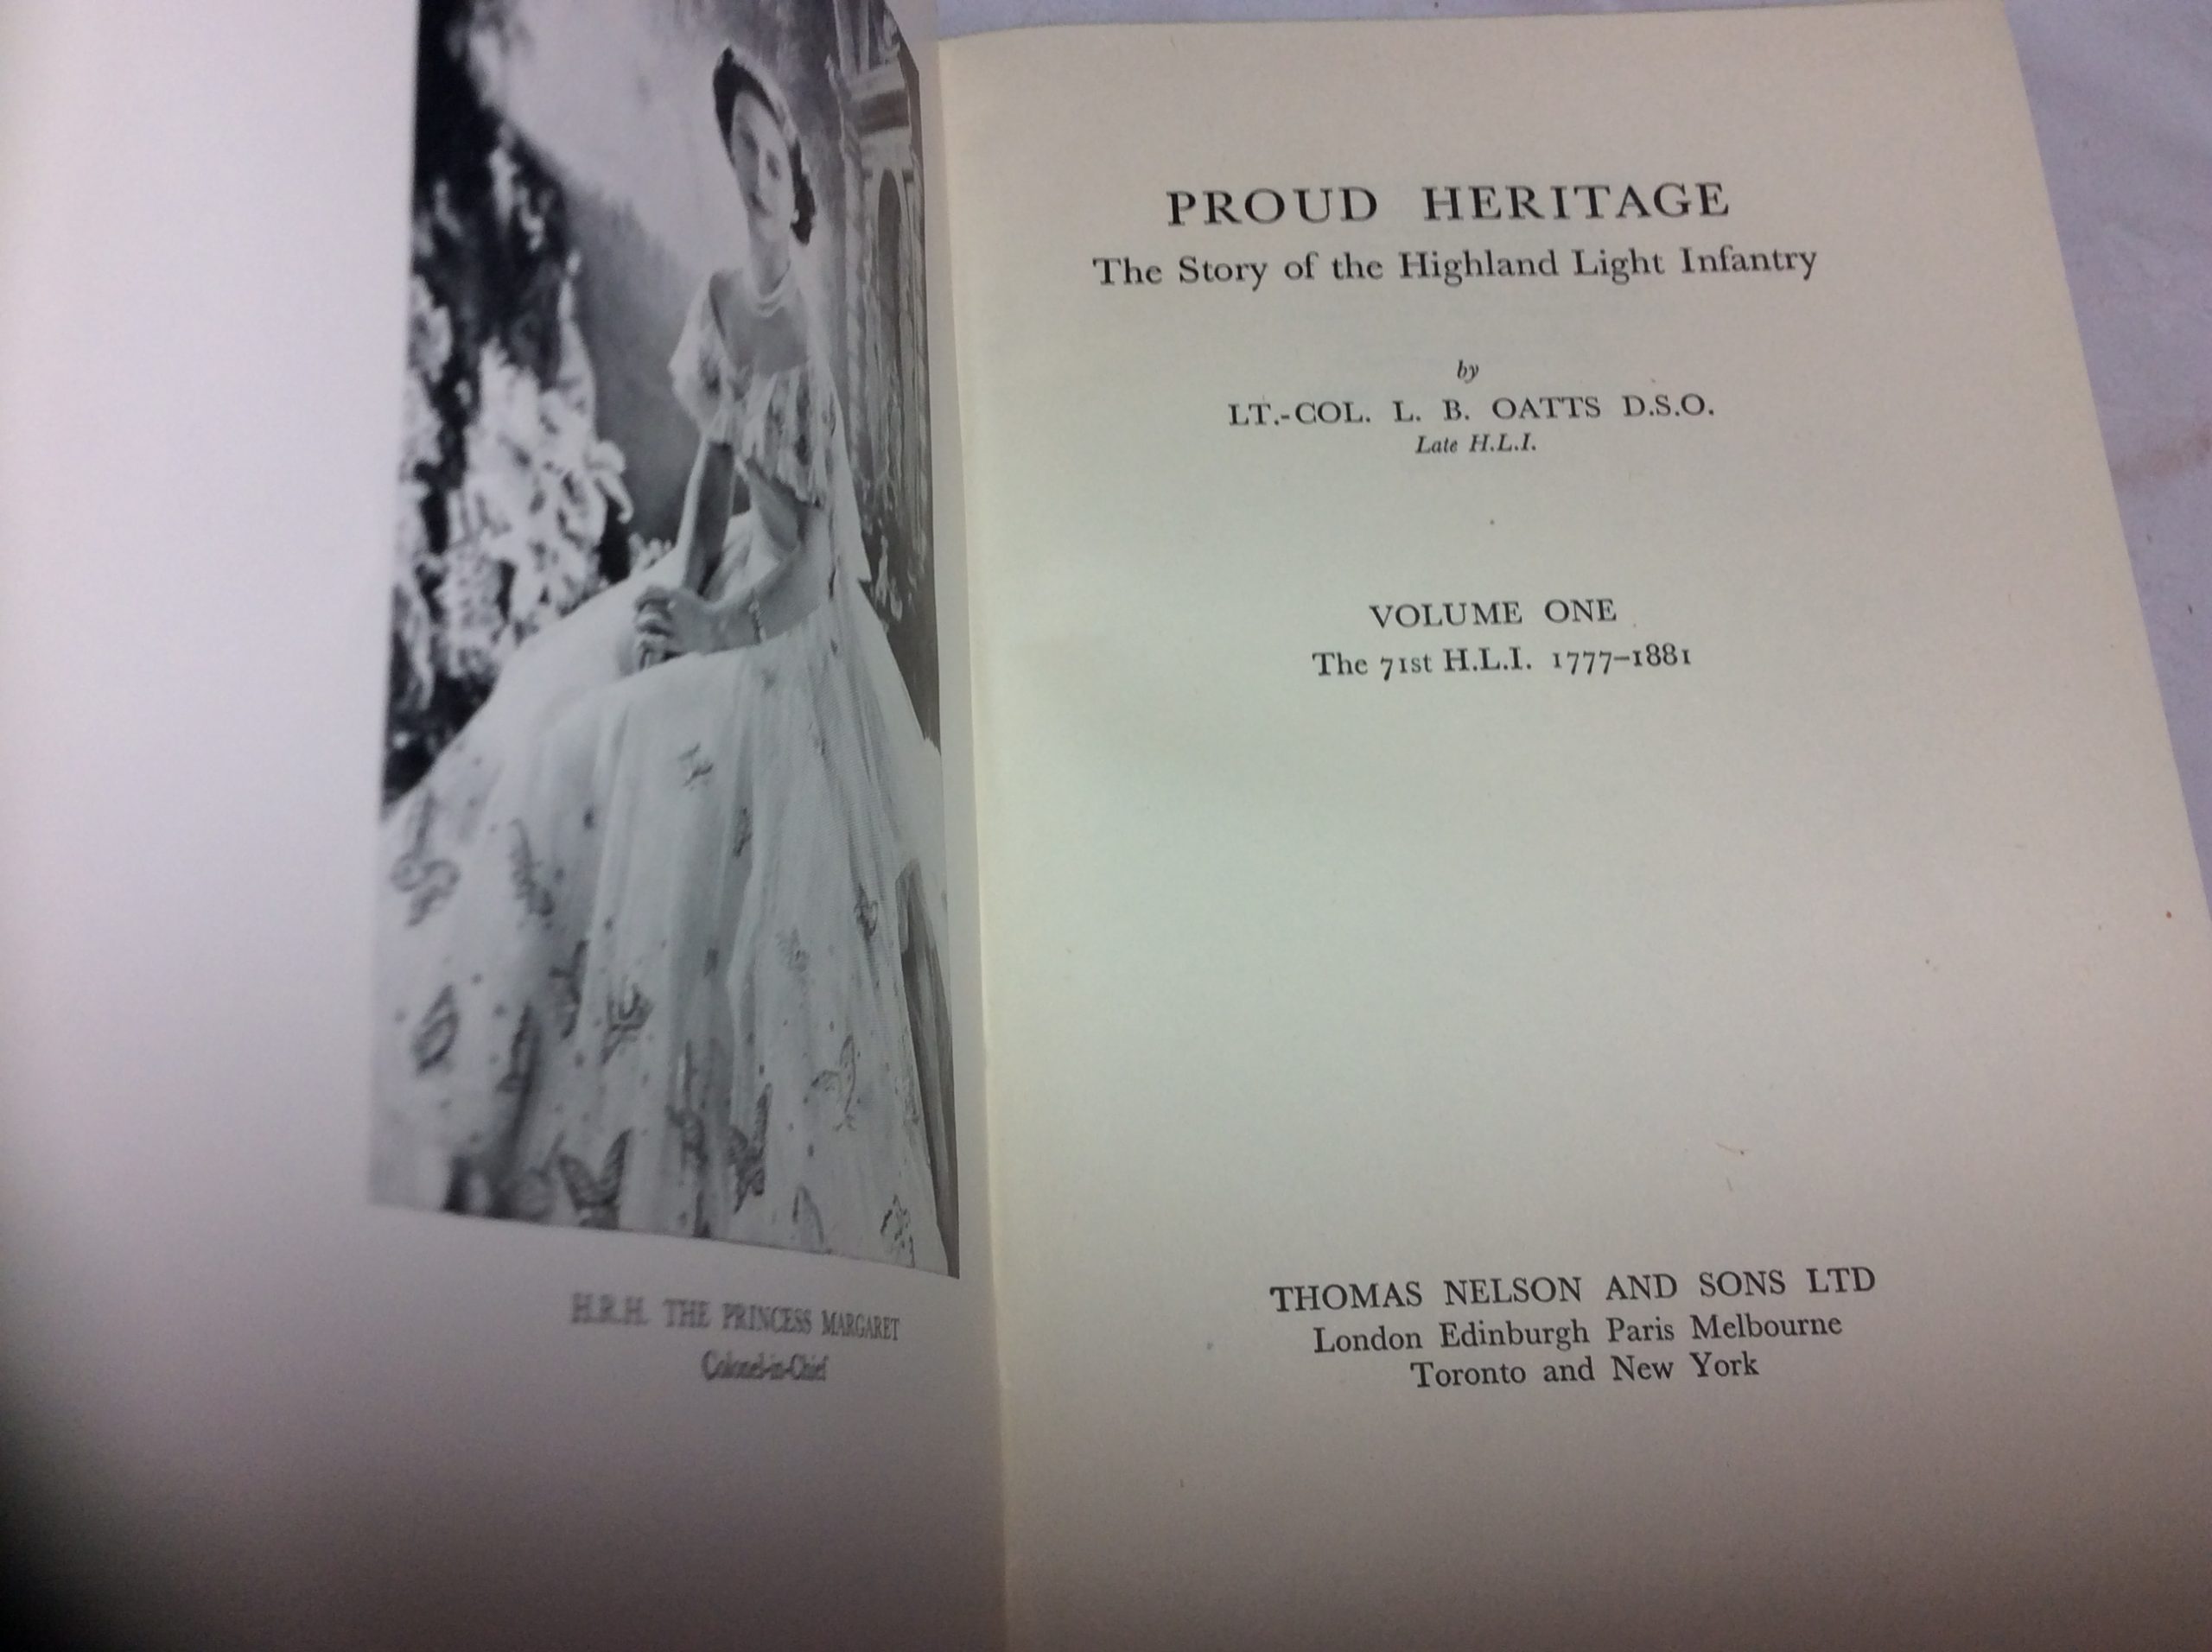 H.R.H. THE PRINCESS MARGARET
Colonel-in-Chief
PROUD HERITAGE
The Story of the Highland Light Infantry
by
LT.-COL. L. B. OATTS D.S.O.
Late H.L.I.
VOLUME ONE
The 71st H.L.I. 1777–1881
THOMAS NELSON AND SONS LTD
London Edinburgh Paris Melbourne
Toronto and New York